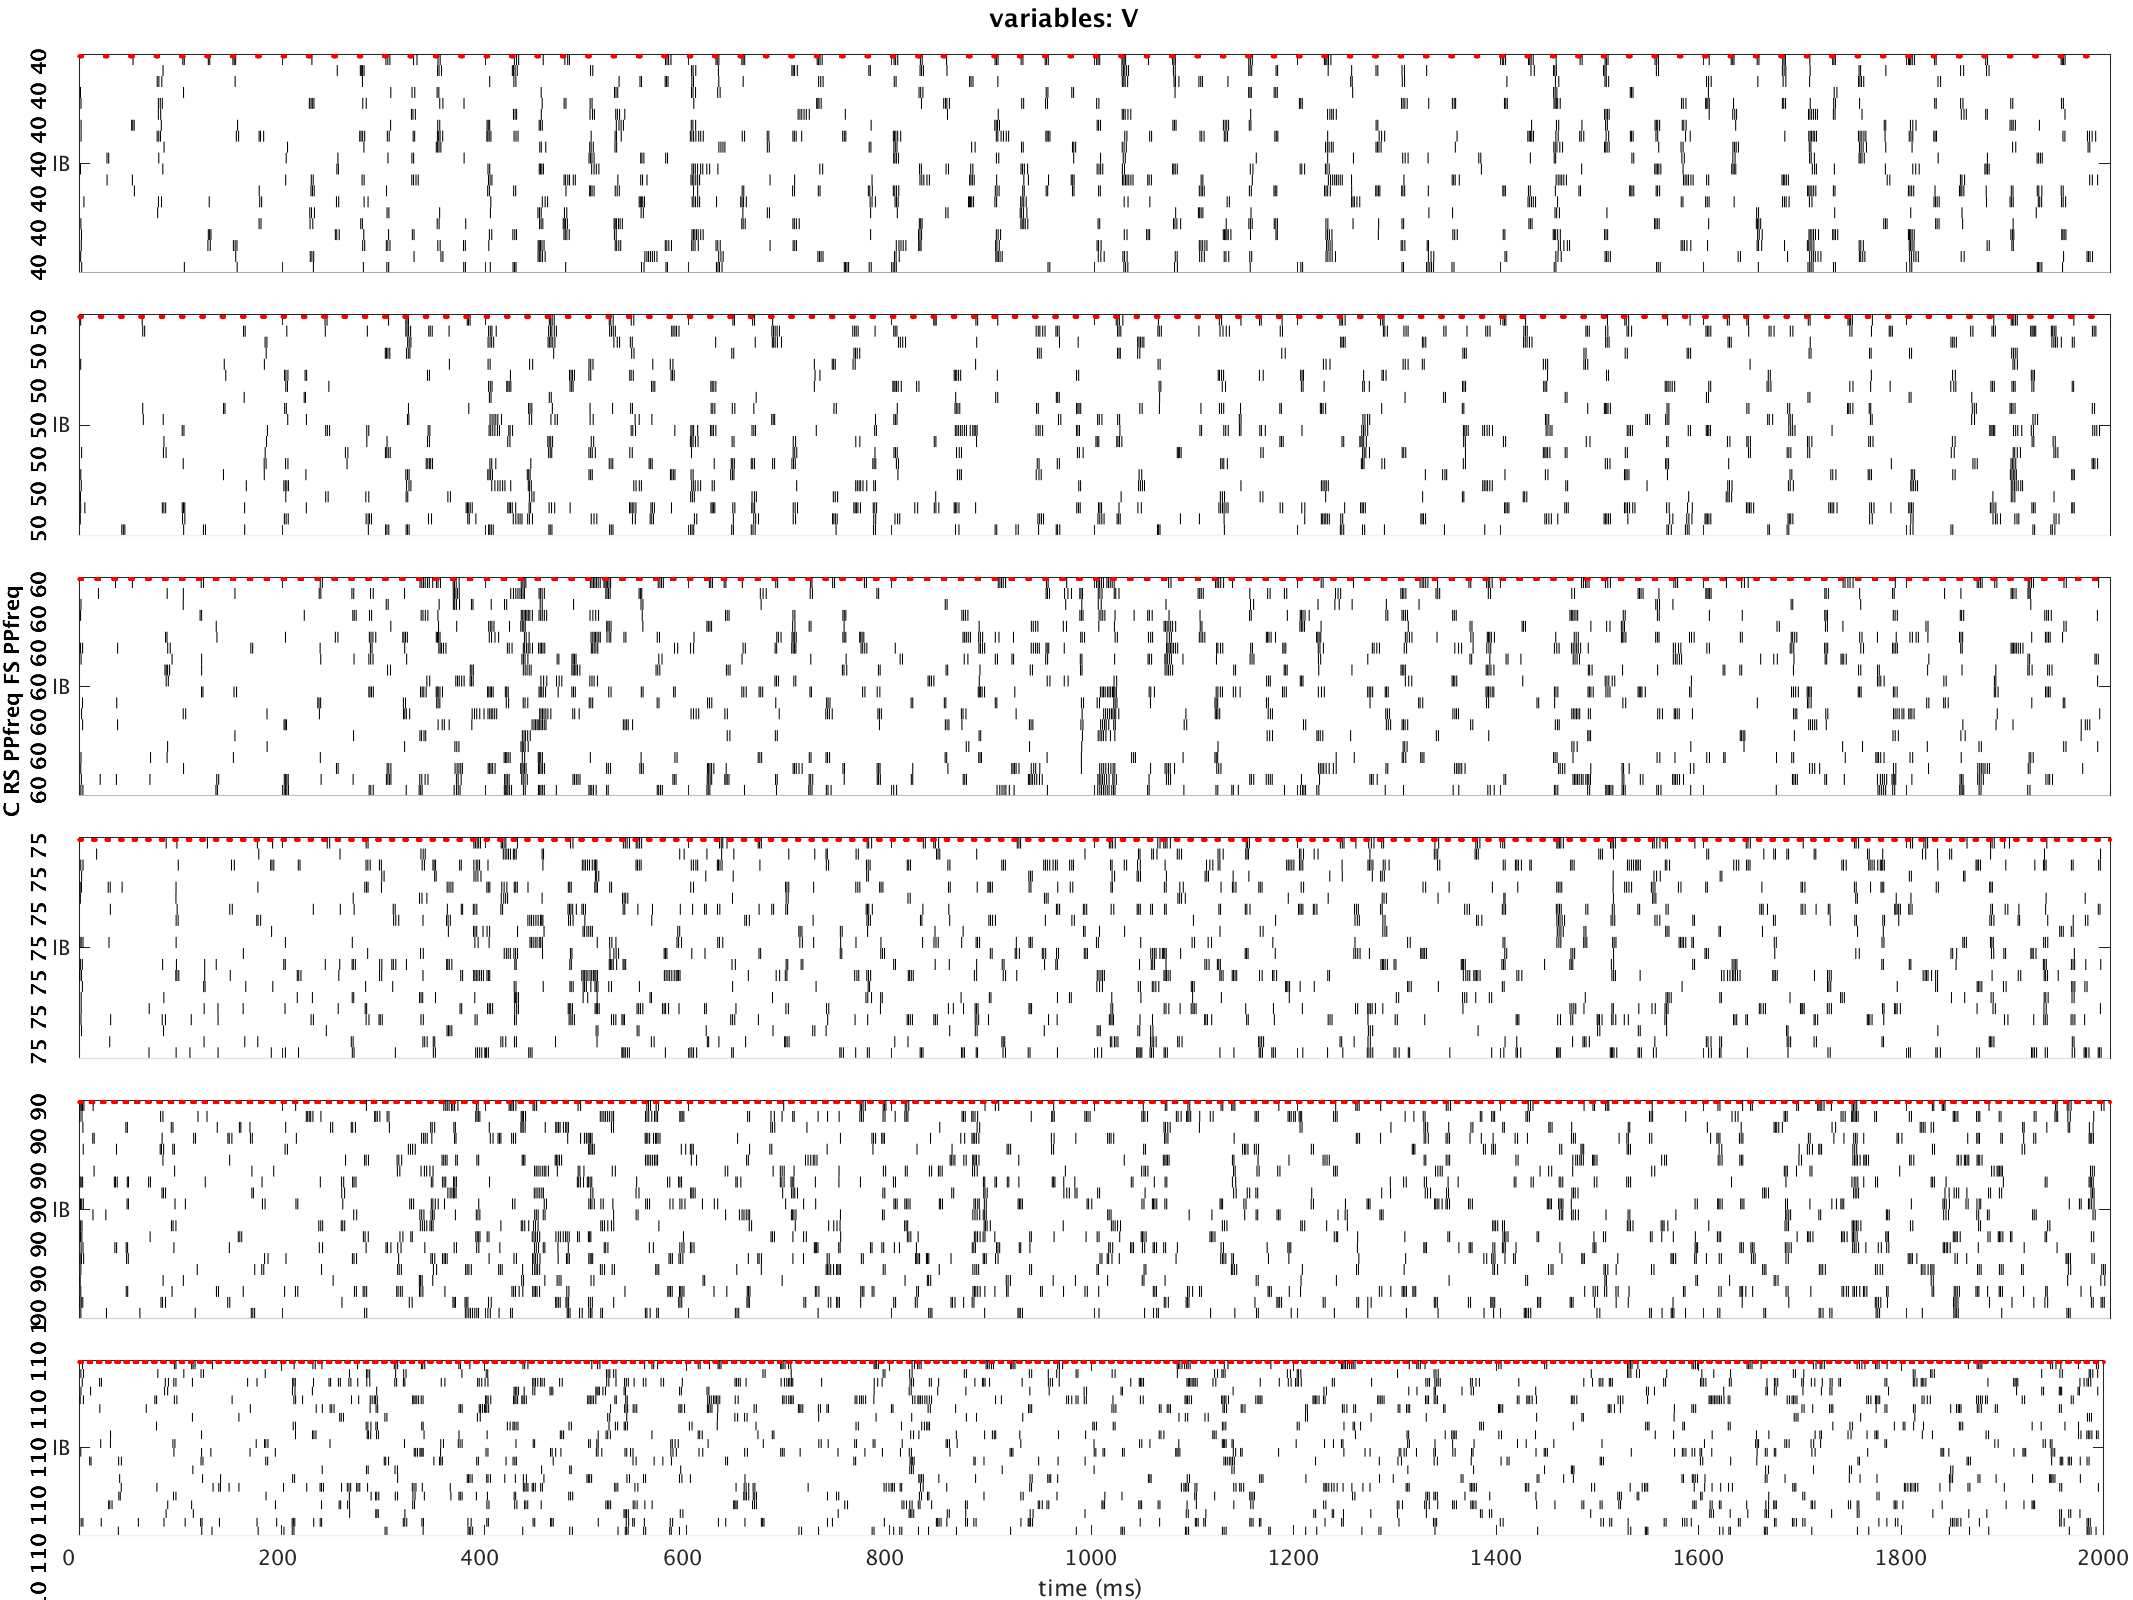 variables: V
40 40 40 40 40 40 40
IB
50 50 50 50 50 50 50
IB
C RS PPfreq FS PPfreq
60 60 60 60 60 60 60
IB
75 75 75 75 75 75 75
IB
90 90 90 90 90 90 90
IB
110 110 110 110 110
IB
0 200 400 600 800 1000 1200 1400 1600 1800 2000
time (ms)